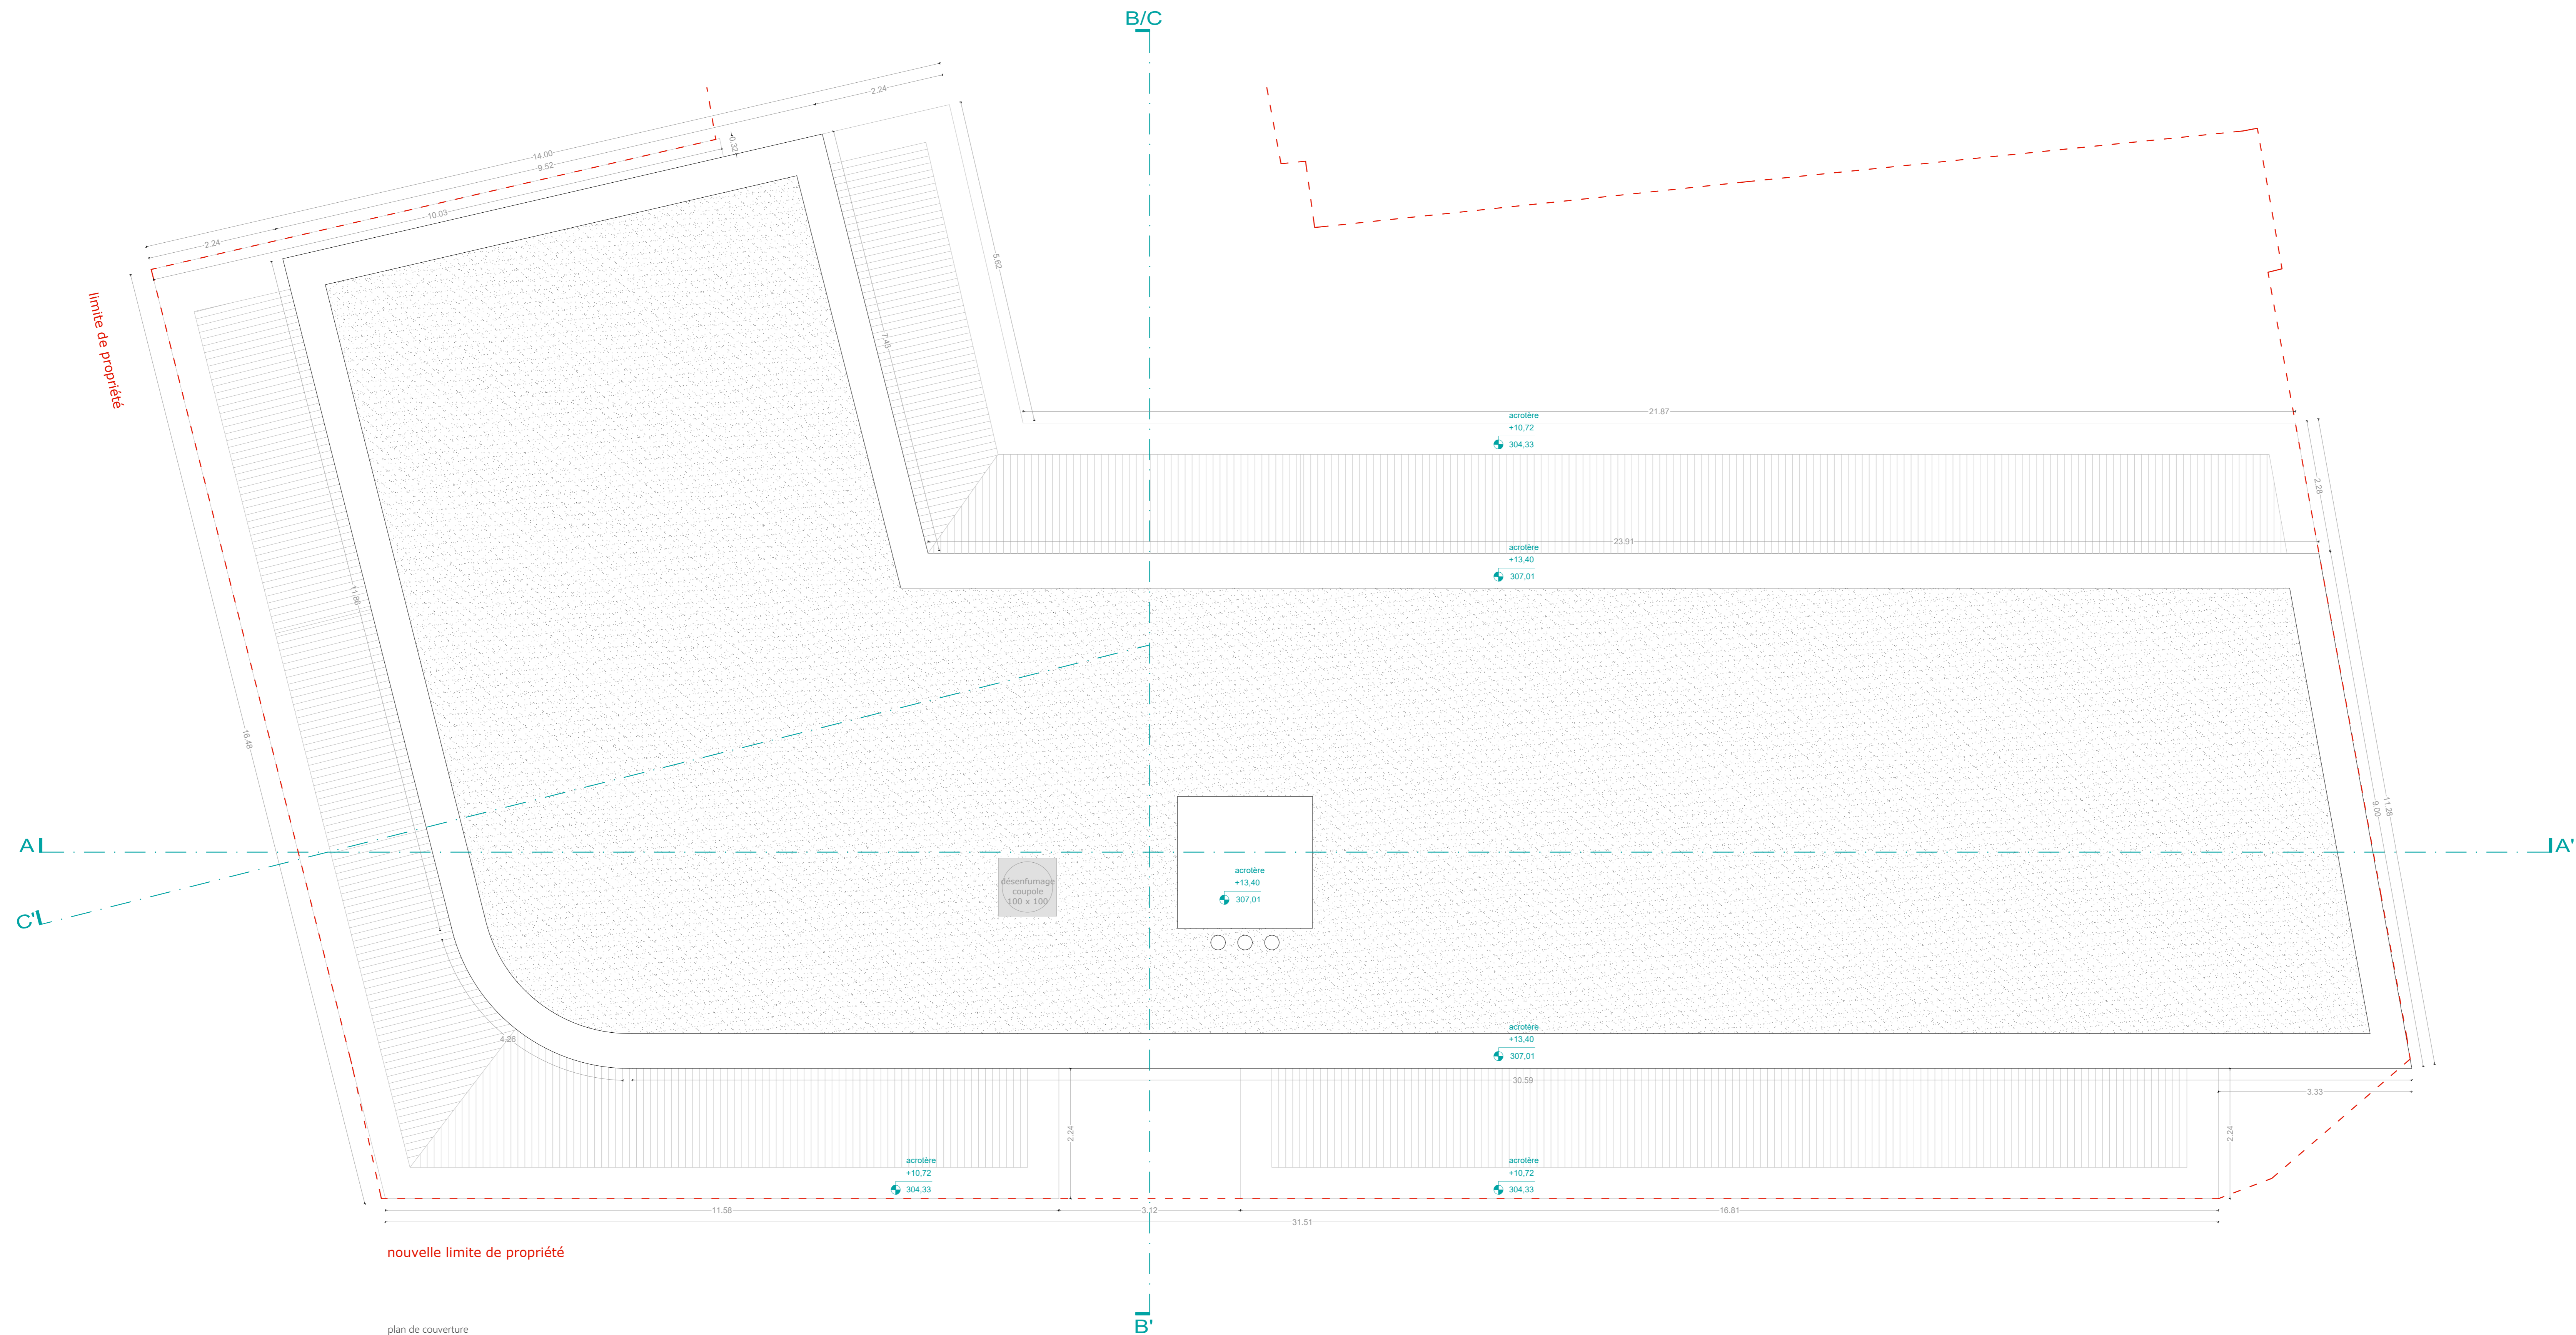 B/C
2.24
14.00
9.52
0.32
10.03
2.24
limite de propriété
5.62
7.43
21.87
acrotère
+10,72
304,33
2.28
23.91
acrotère
+13,40
307,01
11.86
16.48
11.28
9.00
A
A'
C'
désenfumage
coupole
100 x 100
acrotère
+13,40
307,01
acrotère
+13,40
307,01
4.26
30.59
3.33
2.24
2.24
acrotère
+10,72
304,33
acrotère
+10,72
304,33
11.58
3.12
16.81
31.51
nouvelle limite de propriété
B'
plan de couverture